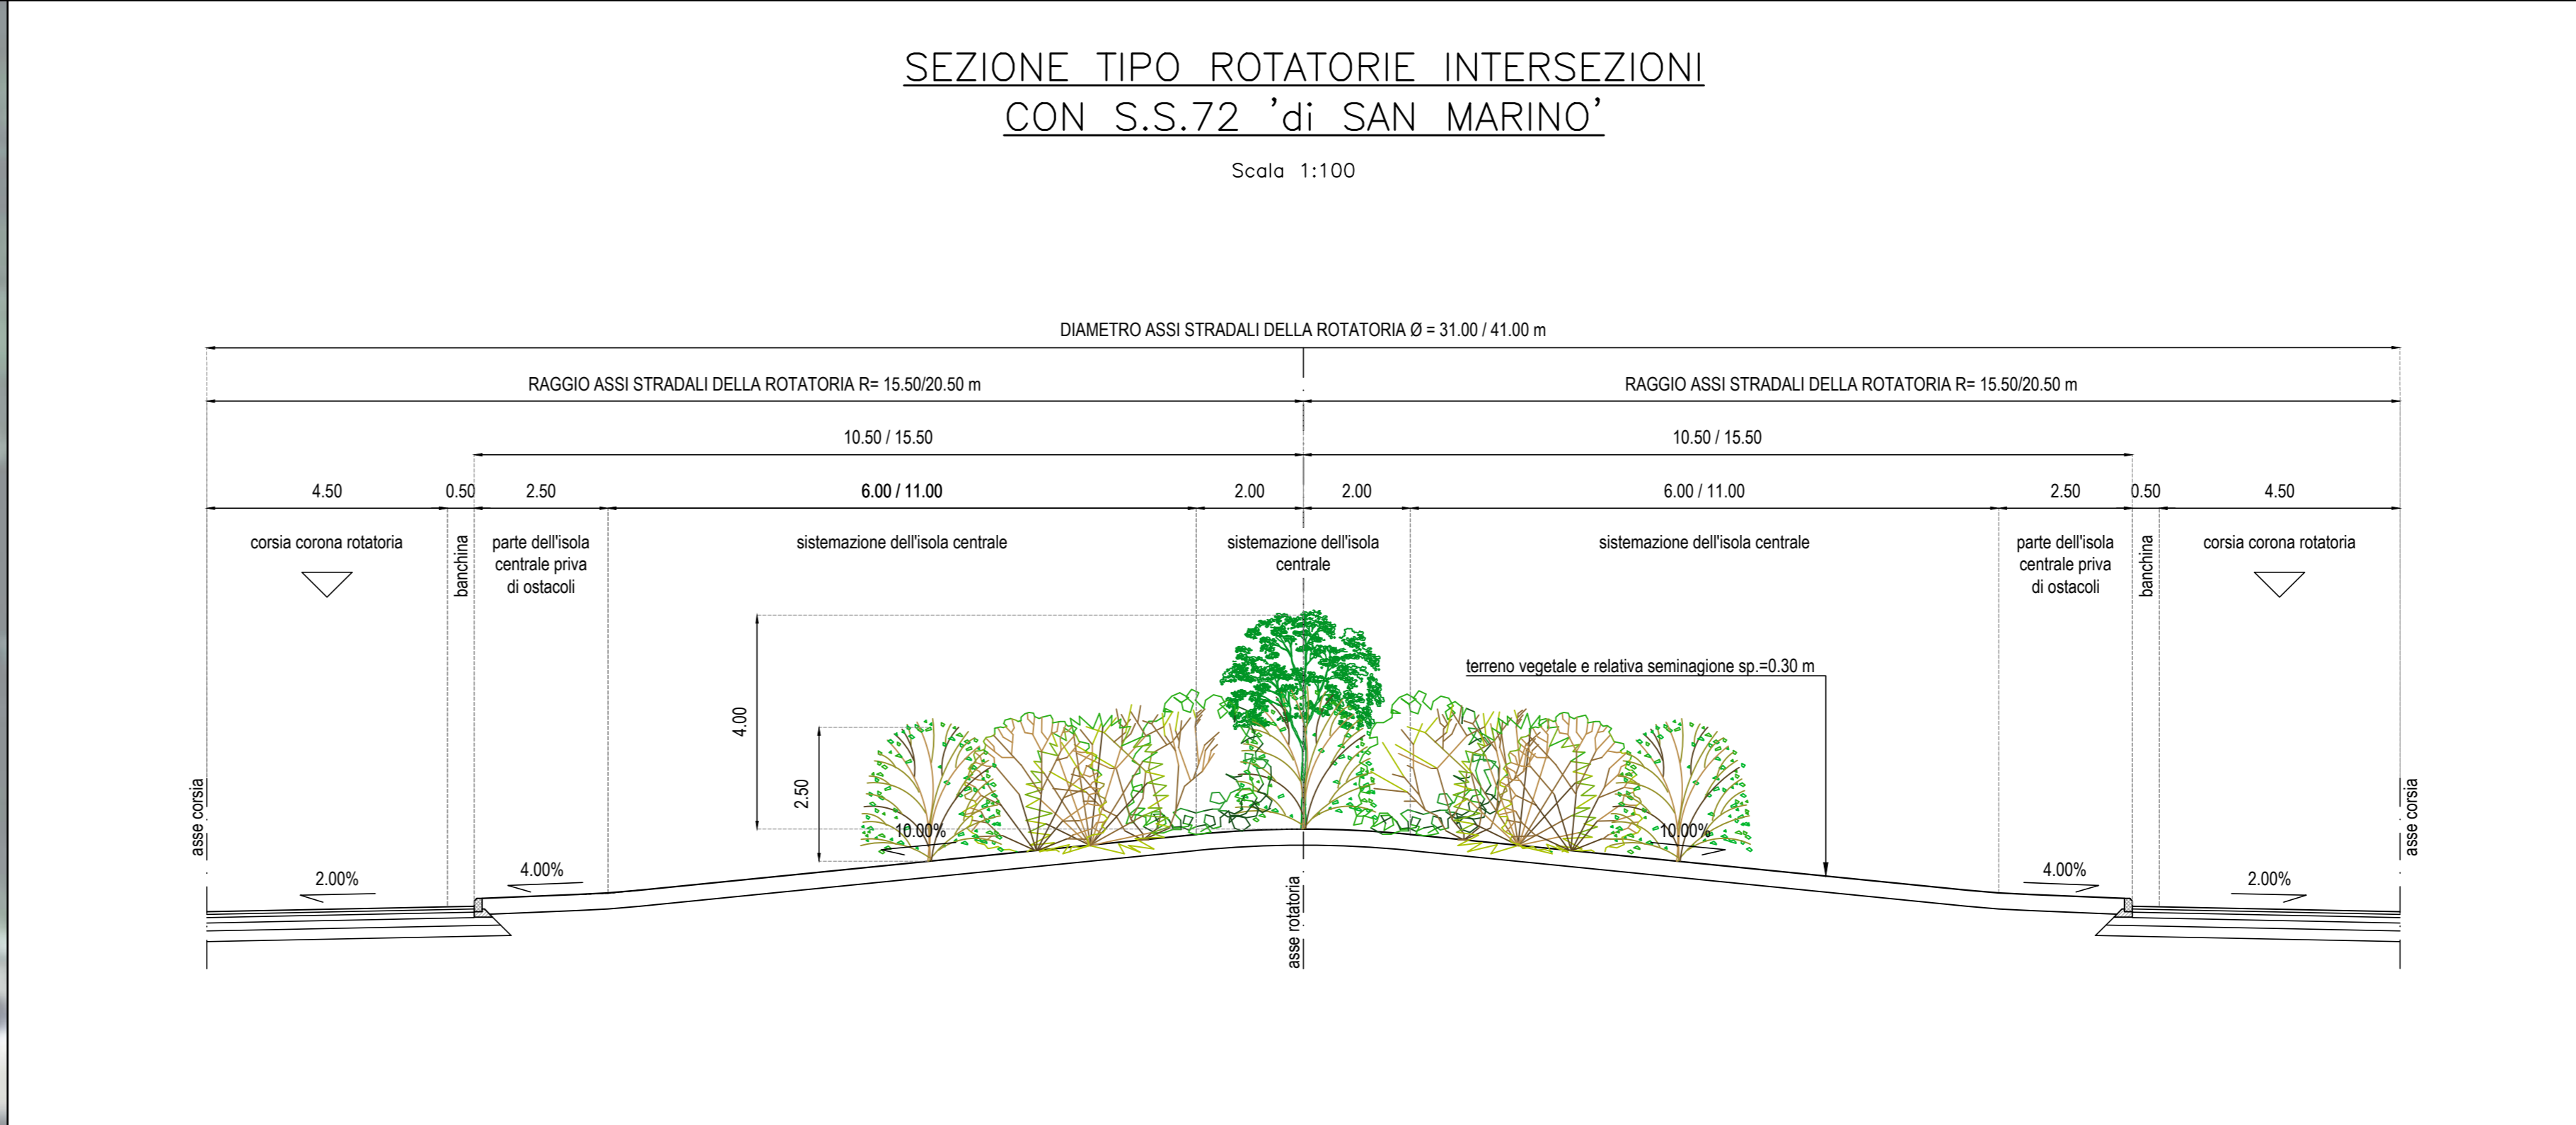 SEZIONE TIPO ROTATORIE INTERSEZIONI
CON S.S.72 'di SAN MARINO'
Scala 1:100
DIAMETRO ASSI STRADALI DELLA ROTATORIA Ø = 31.00 / 41.00 m
RAGGIO ASSI STRADALI DELLA ROTATORIA R= 15.50/20.50 m
RAGGIO ASSI STRADALI DELLA ROTATORIA R= 15.50/20.50 m
10.50 / 15.50
10.50 / 15.50
4.50
0.50
2.50
6.00 / 11.00
2.00
2.00
6.00 / 11.00
2.50
0.50
4.50
corsia corona rotatoria
banchina
parte dell'isola
centrale priva
di ostacoli
sistemazione dell'isola centrale
sistemazione dell'isola
centrale
sistemazione dell'isola centrale
parte dell'isola
centrale priva
di ostacoli
banchina
corsia corona rotatoria
terreno vegetale e relativa seminagione sp.=0.30 m
4.00
2.50
asse corsia
asse corsia
10.00%
10.00%
2.00%
4.00%
4.00%
2.00%
asse rotatoria